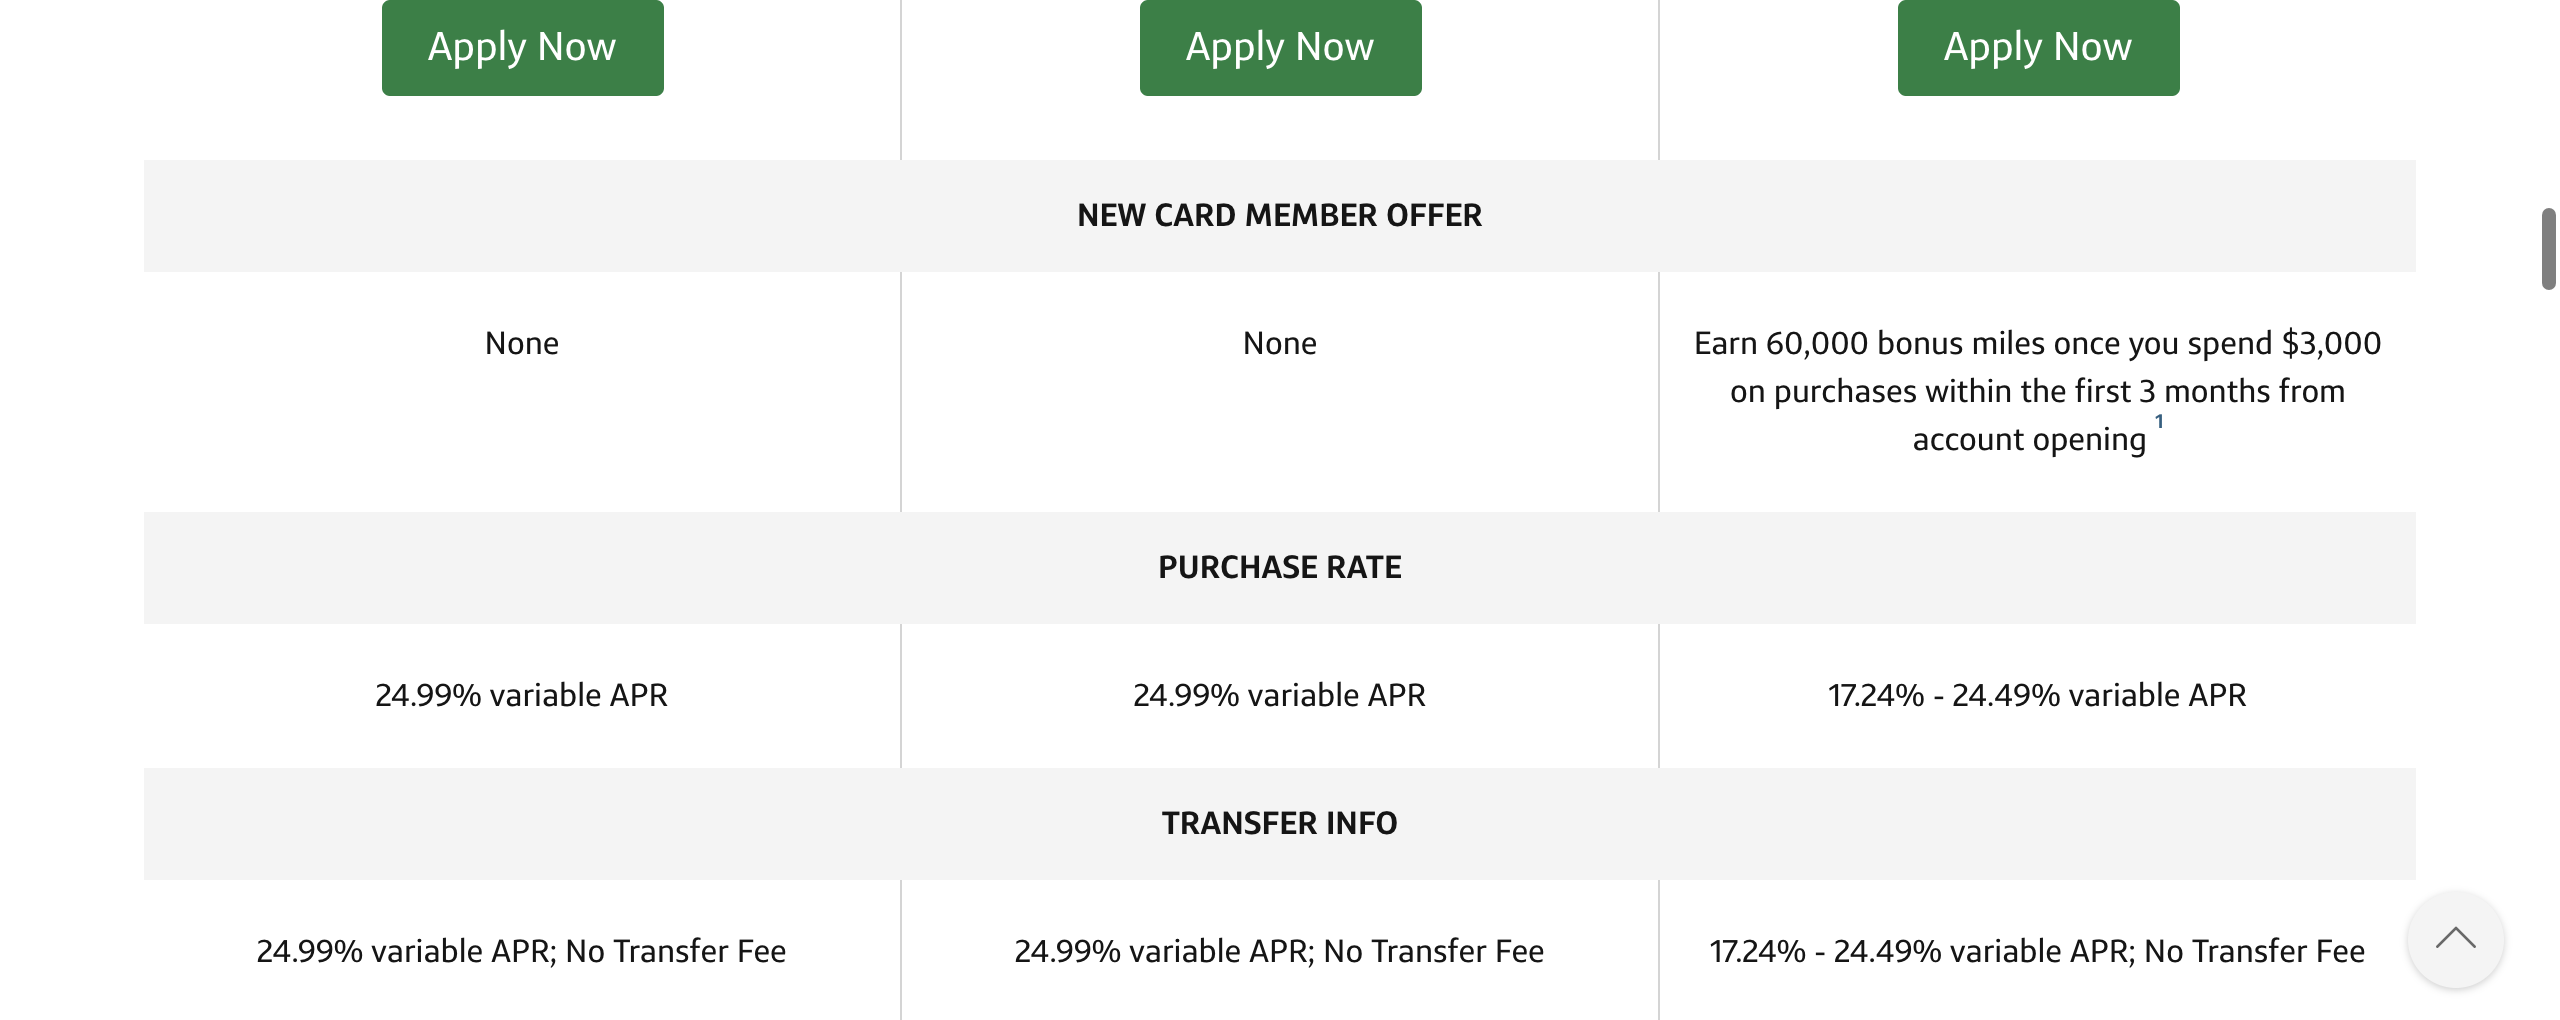 Apply Now
Apply Now
Apply Now
NEW CARD MEMBER OFFER
None
None
Earn 60,000 bonus miles once you spend $3,000
on purchases within the first 3 months from
account opening 1
PURCHASE RATE
24.99% variable APR
24.99% variable APR
17.24% - 24.49% variable APR
TRANSFER INFO
24.99% variable APR; No Transfer Fee
24.99% variable APR; No Transfer Fee
17.24% - 24.49% variable APR; No Transfer Fee